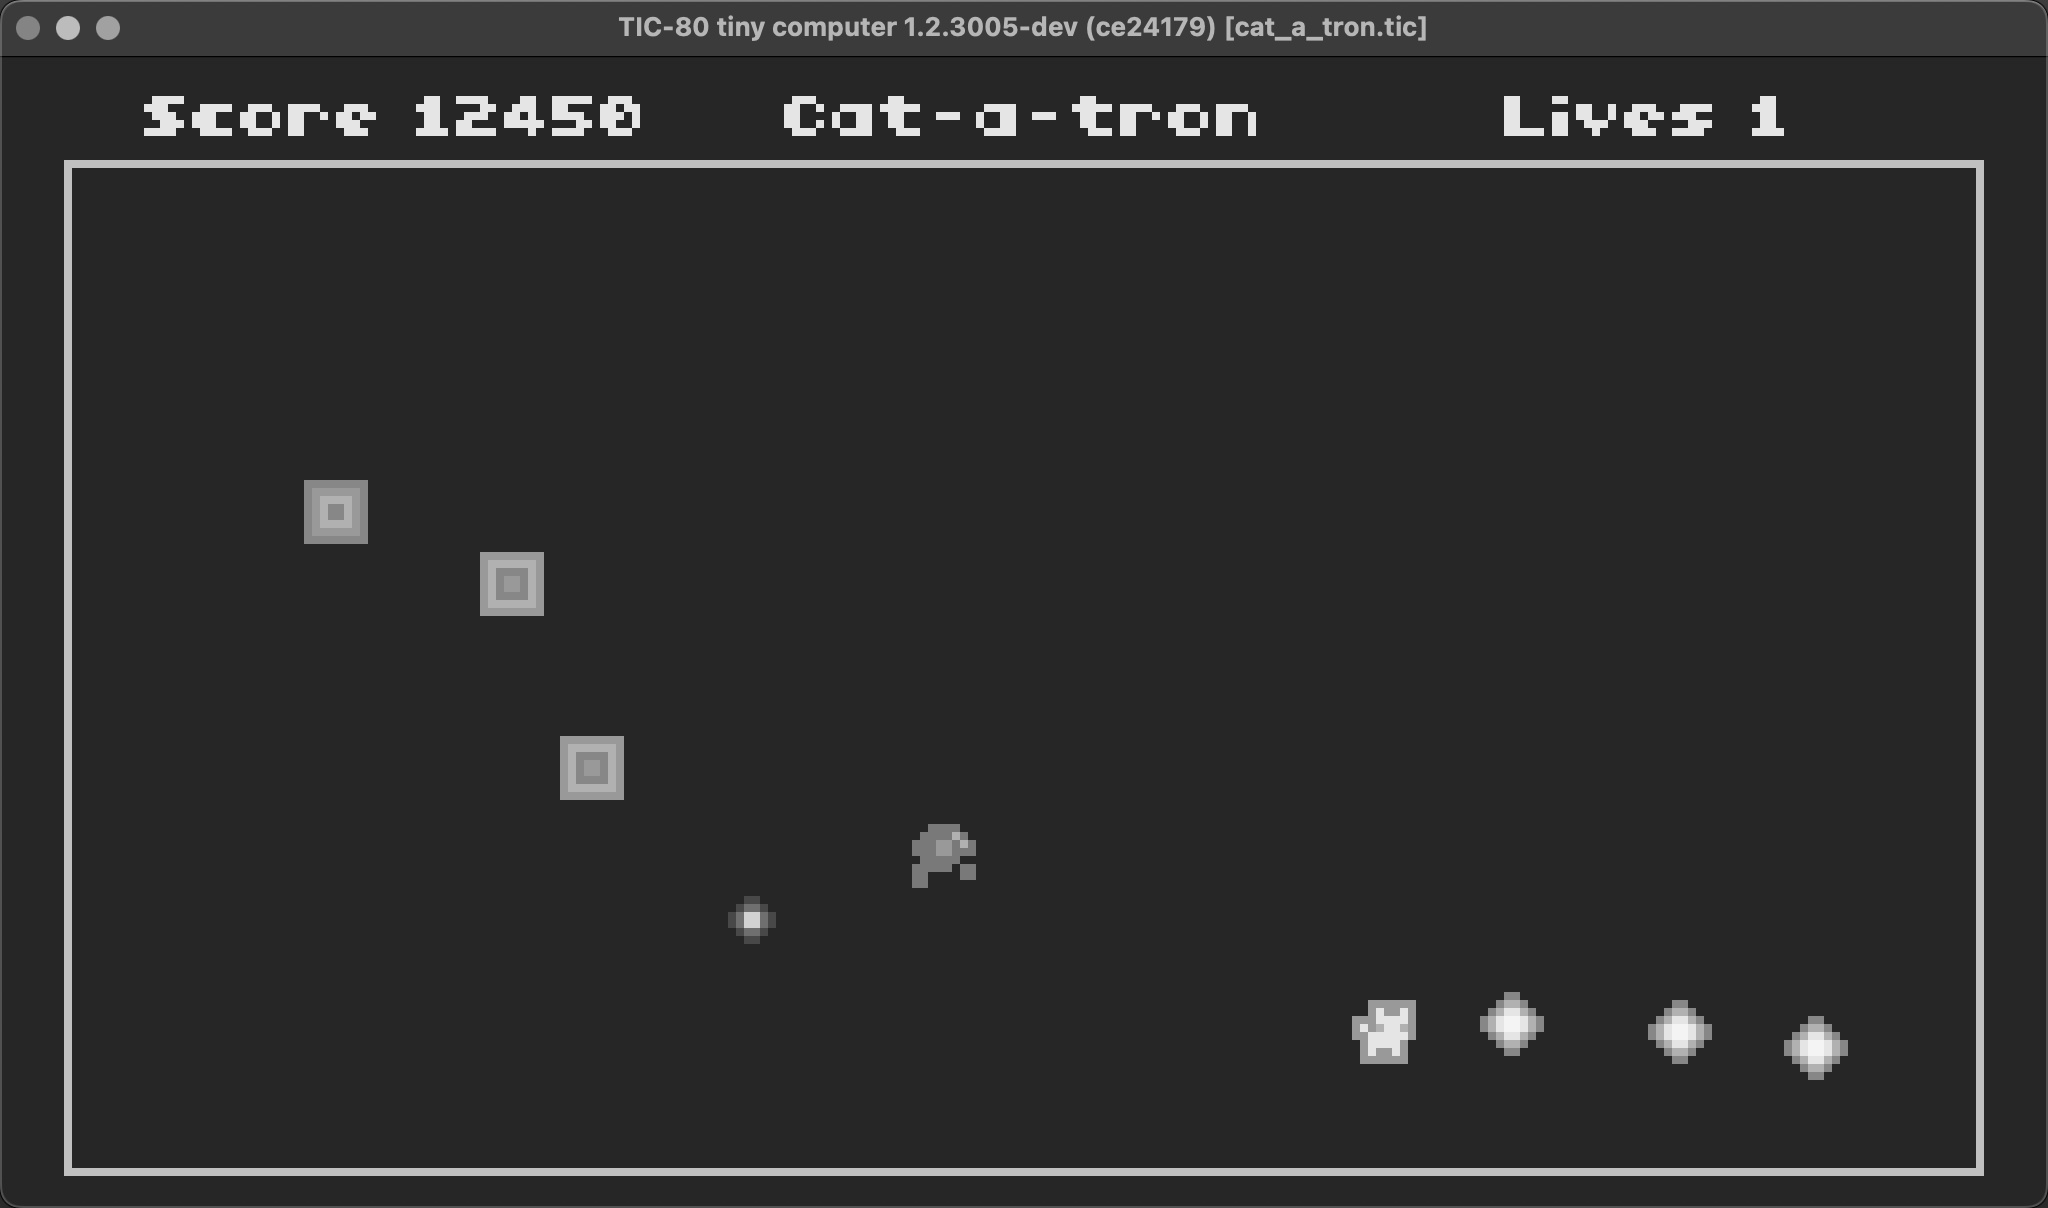 TIC-80 tiny computer 1.2.3005-dev (ce24179) [cat_a_tron.tic]
Score 12450 Cat-a-tron Lives 1